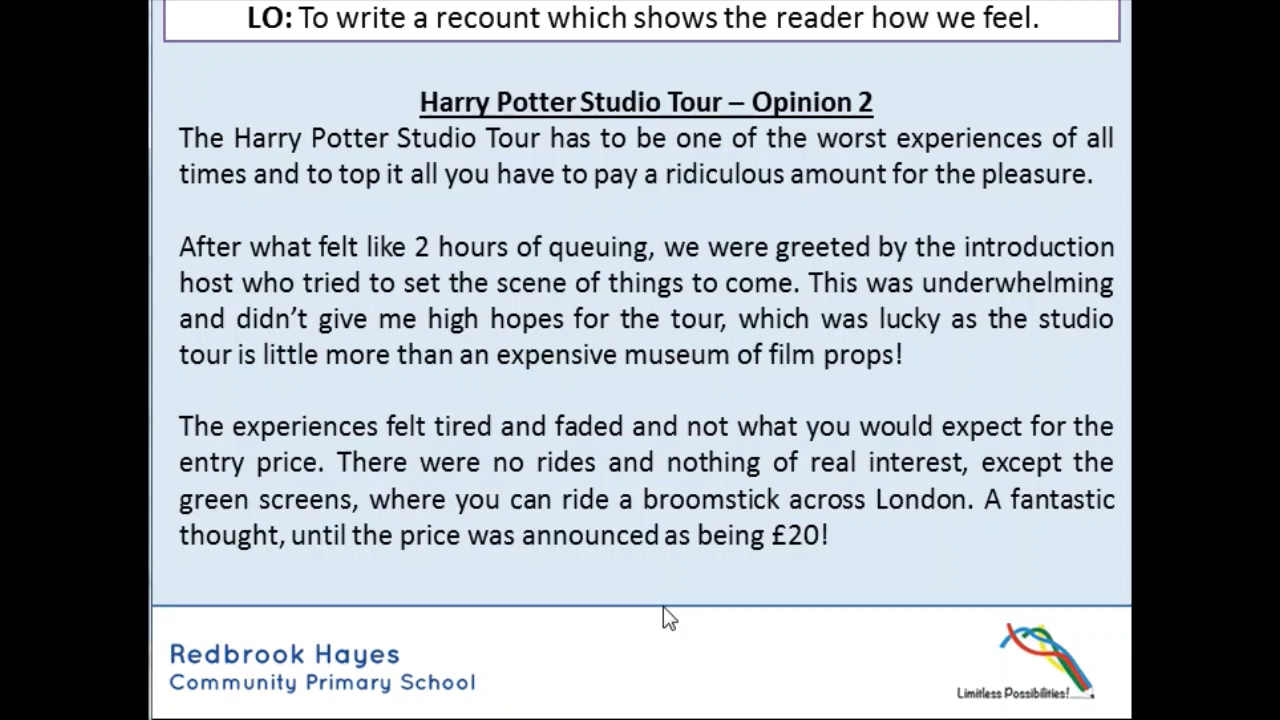 LO: To write a recount which shows the reader how we feel.
Harry Potter Studio Tour – Opinion 2
The Harry Potter Studio Tour has to be one of the worst experiences of all
times and to top it all you have to pay a ridiculous amount for the pleasure.
After what felt like 2 hours of queuing, we were greeted by the introduction
host who tried to set the scene of things to come. This was underwhelming
and didn’t give me high hopes for the tour, which was lucky as the studio
tour is little more than an expensive museum of film props!
The experiences felt tired and faded and not what you would expect for the
entry price. There were no rides and nothing of real interest, except the
green screens, where you can ride a broomstick across London. A fantastic
thought, until the price was announced as being £20!
Redbrook Hayes
Community Primary School
Limitless Possibilities!